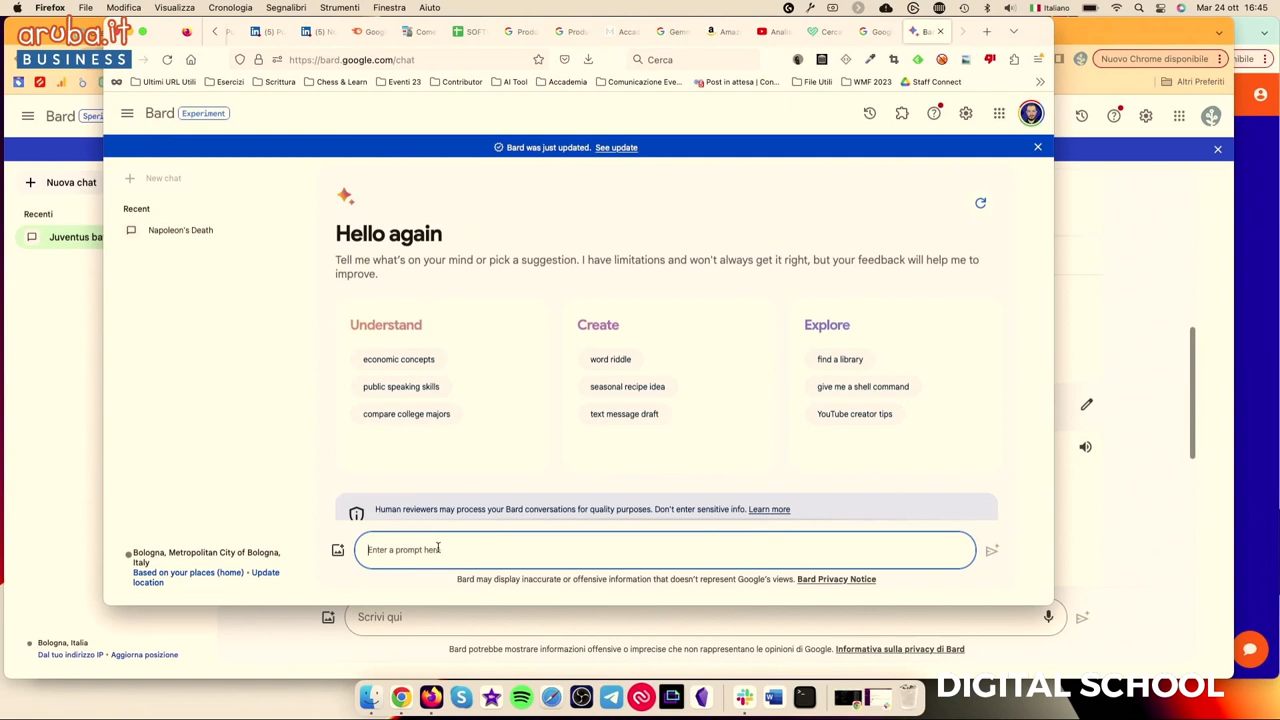 Firefox File Modifica Visualizza Cronologia Segnalibri Strumenti Finestra Aiuto
Italiano Mar 24 ott 16:45
aruba.it
BUSINESS
https://bard.google.com/chat
Cerca
Nuovo Chrome disponibile
Ultimi URL Utili Esercizi Scrittura Chess & Learn Eventi 23 Contributor AI Tool Accademia Comunicazione Eve... Post in attesa | Con... File Utili WMF 2023 Staff Connect
Altri Preferiti
Bard
Bard Experiment
Bard was just updated. See update
Nuova chat
New chat
Recenti
Recent
Juventus ba
Napoleon's Death
Hello again
Tell me what's on your mind or pick a suggestion. I have limitations and won't always get it right, but your feedback will help me to
improve.
Understand
economic concepts
public speaking skills
compare college majors
Create
word riddle
seasonal recipe idea
text message draft
Explore
find a library
give me a shell command
YouTube creator tips
Human reviewers may process your Bard conversations for quality purposes. Don't enter sensitive info. Learn more
Enter a prompt here
Bard may display inaccurate or offensive information that doesn't represent Google's views. Bard Privacy Notice
Bologna, Metropolitan City of Bologna,
Italy
Based on your places (home) • Update
location
Scrivi qui
Bologna, Italia
Dal tuo indirizzo IP • Aggiorna posizione
Bard potrebbe mostrare informazioni offensive o imprecise che non rappresentano le opinioni di Google. Informativa sulla privacy di Bard
DIGITAL SCHOOL